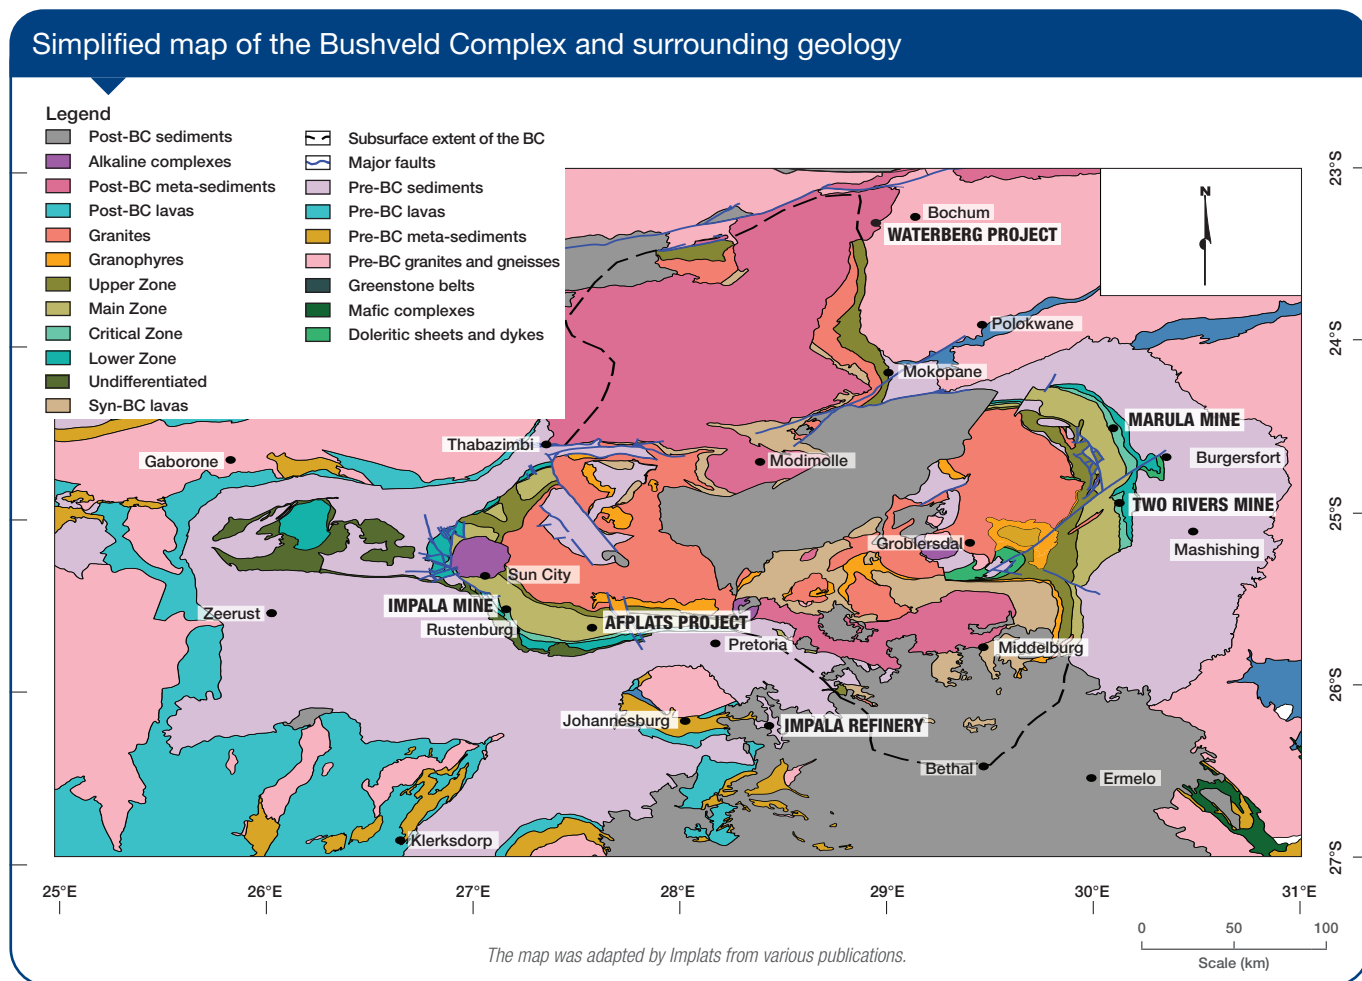 Simplified map of the Bushveld Complex and surrounding geology
Legend
Post-BC sediments
Alkaline complexes
Post-BC meta-sediments
Post-BC lavas
Granites
Granophyres
Upper Zone
Main Zone
Critical Zone
Lower Zone
Undifferentiated
Syn-BC lavas
Subsurface extent of the BC
Major faults
Pre-BC sediments
Pre-BC lavas
Pre-BC meta-sediments
Pre-BC granites and gneisses
Greenstone belts
Mafic complexes
Doleritic sheets and dykes
N
23°S
24°S
25°S
26°S
27°S
Bochum
WATERBERG PROJECT
Polokwane
Mokopane
MARULA MINE
Thabazimbi
Gaborone
Modimolle
Burgersfort
TWO RIVERS MINE
Groblersdal
Mashishing
Sun City
IMPALA MINE
Zeerust
Rustenburg
AFPLATS PROJECT
Pretoria
Middelburg
Johannesburg
IMPALA REFINERY
Bethal
Ermelo
Klerksdorp
25°E
26°E
27°E
28°E
29°E
30°E
31°E
0
50
100
Scale (km)
The map was adapted by Implats from various publications.